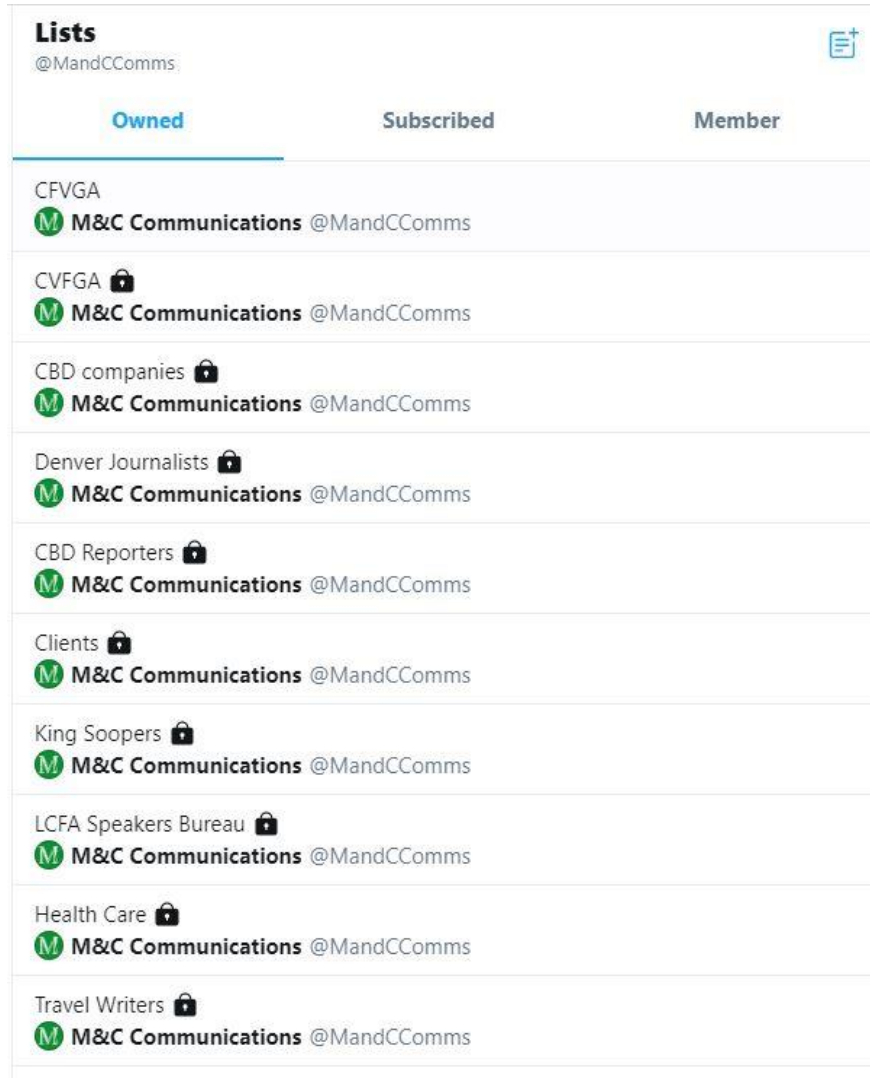 Lists
@MandCComms
Owned Subscribed Member
CFVGA
M M&C Communications @MandCComms
CVFGA
M M&C Communications @MandCComms
CBD companies
M M&C Communications @MandCComms
Denver Journalists
M M&C Communications @MandCComms
CBD Reporters
M M&C Communications @MandCComms
Clients
M M&C Communications @MandCComms
King Soopers
M M&C Communications @MandCComms
LCFA Speakers Bureau
M M&C Communications @MandCComms
Health Care
M M&C Communications @MandCComms
Travel Writers
M M&C Communications @MandCComms